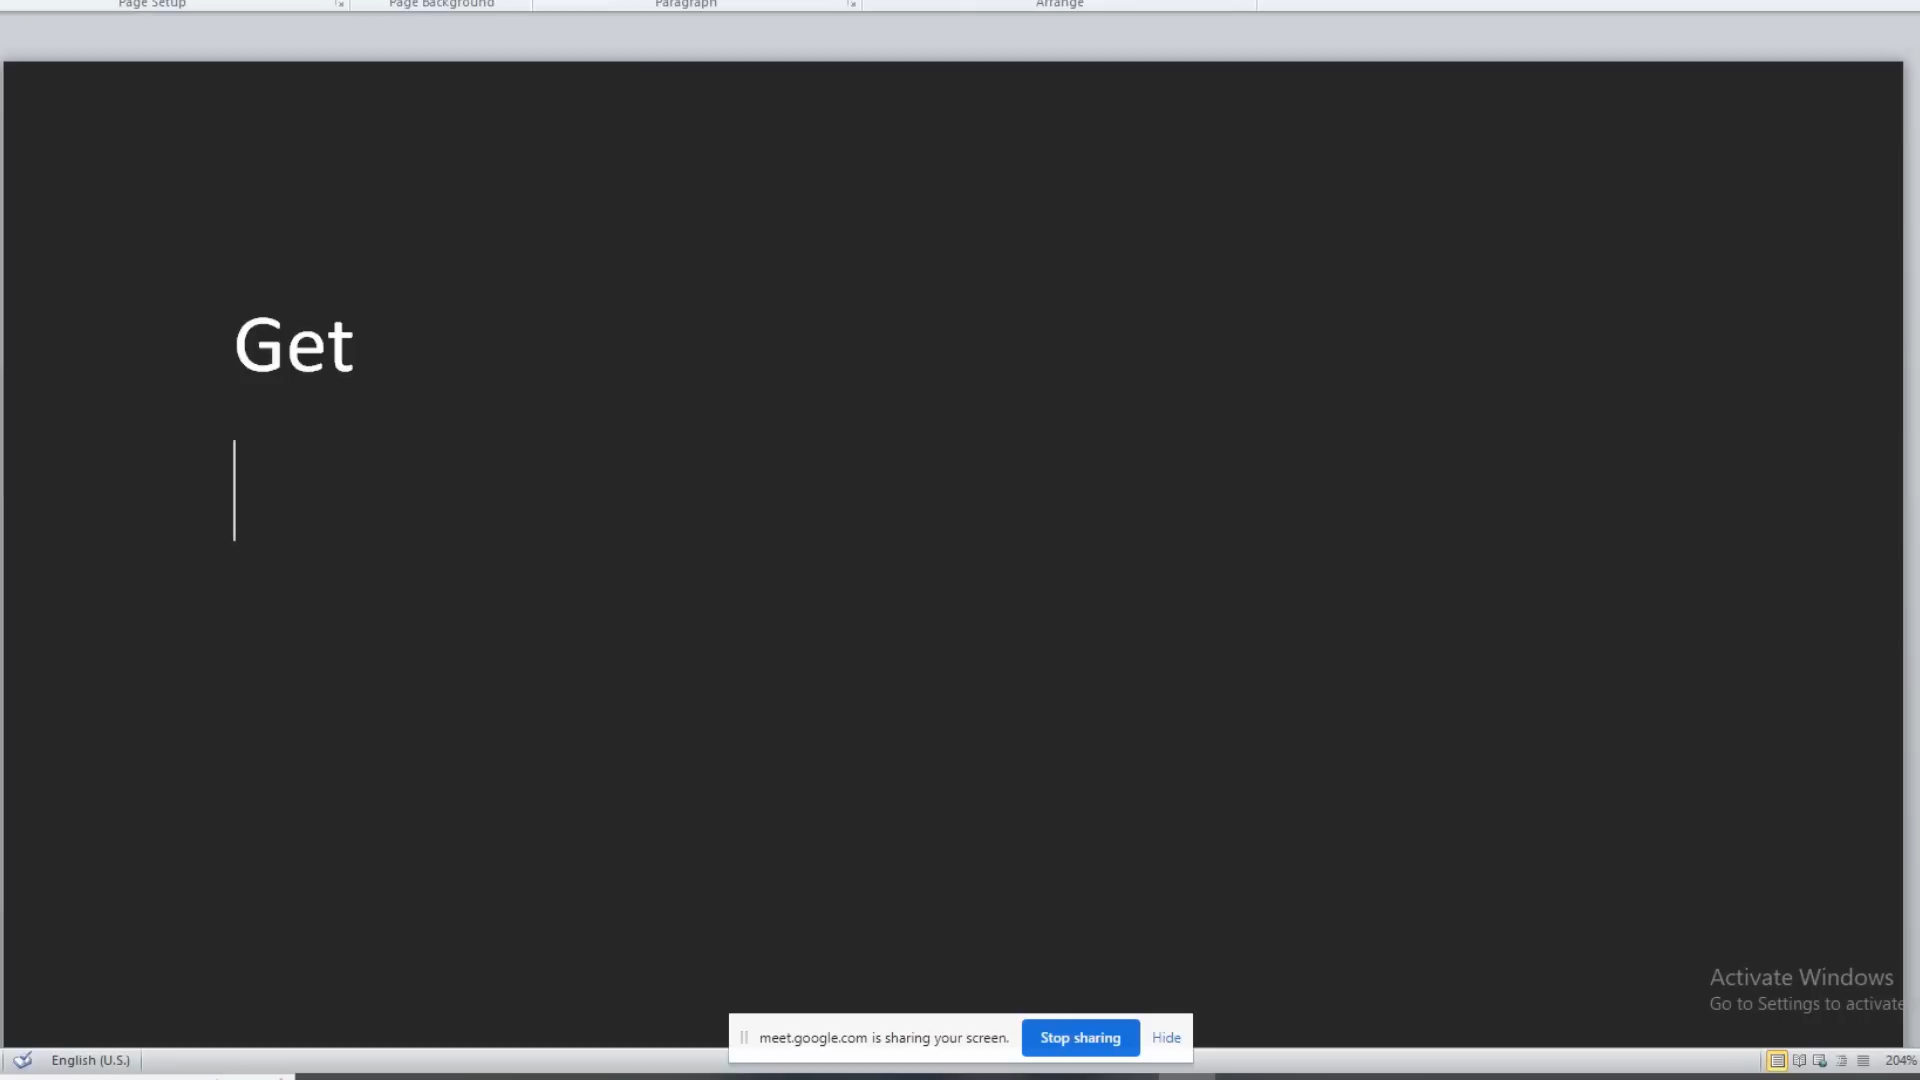 Page Setup Page Background Paragraph Arrange
Get
Activate Windows
Go to Settings to activate
meet.google.com is sharing your screen. Stop sharing Hide
English (U.S.) 204%